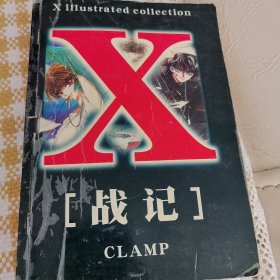 X illustrated collection
X
[战记]
CLAMP